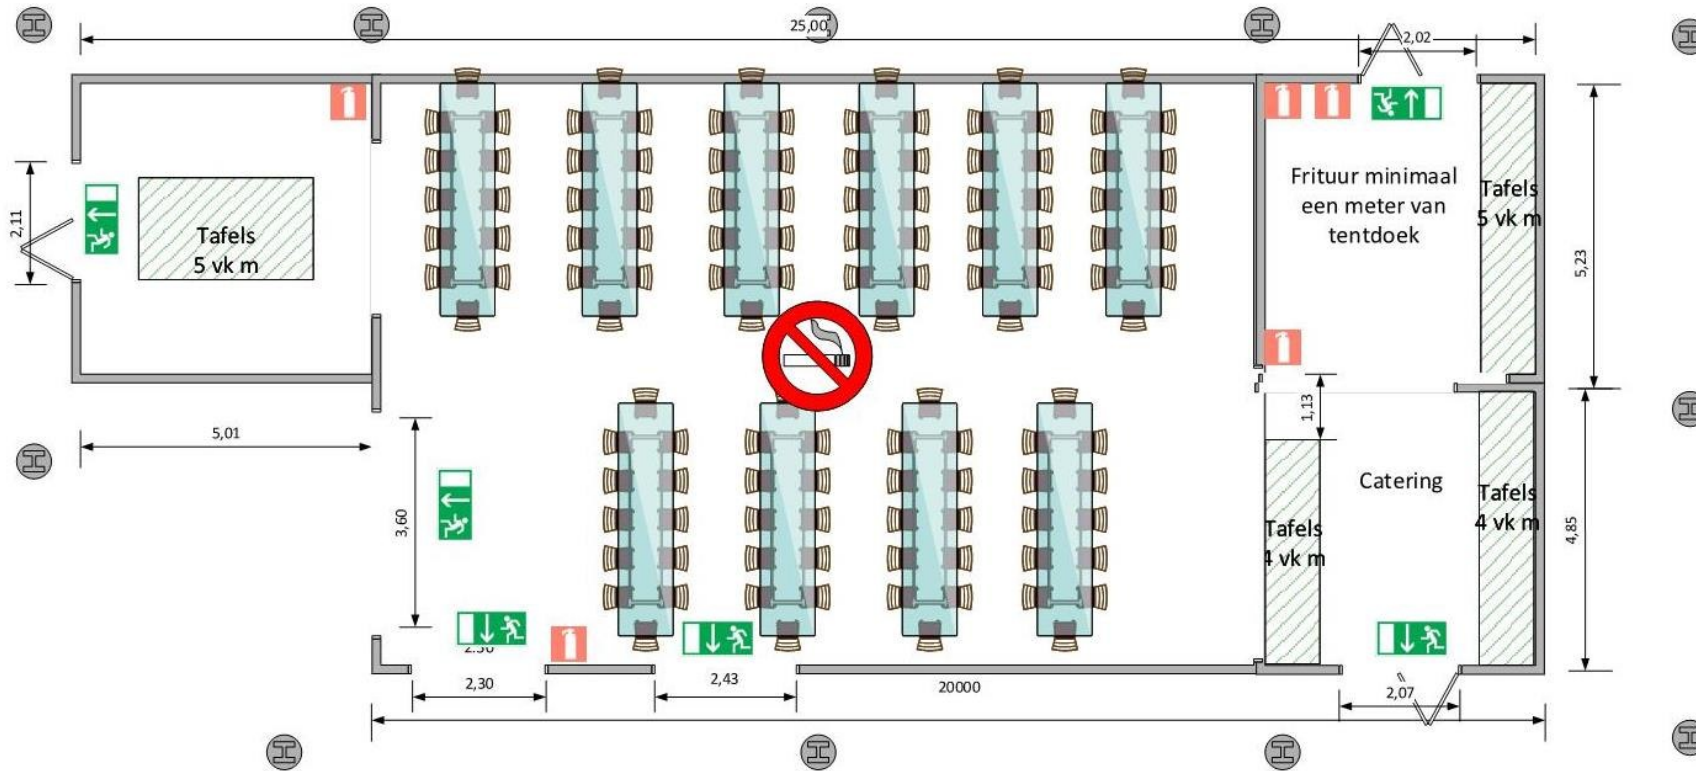 25,00
2,02
2,11
Tafels
5 vk m
Frituur minimaal
een meter van
tentdoek
Tafels
5 vk m
5,23
5,01
1,13
3,60
Catering
Tafels
4 vk m
Tafels
4 vk m
4,85
2.50
2,30
2,43
20000
2,07